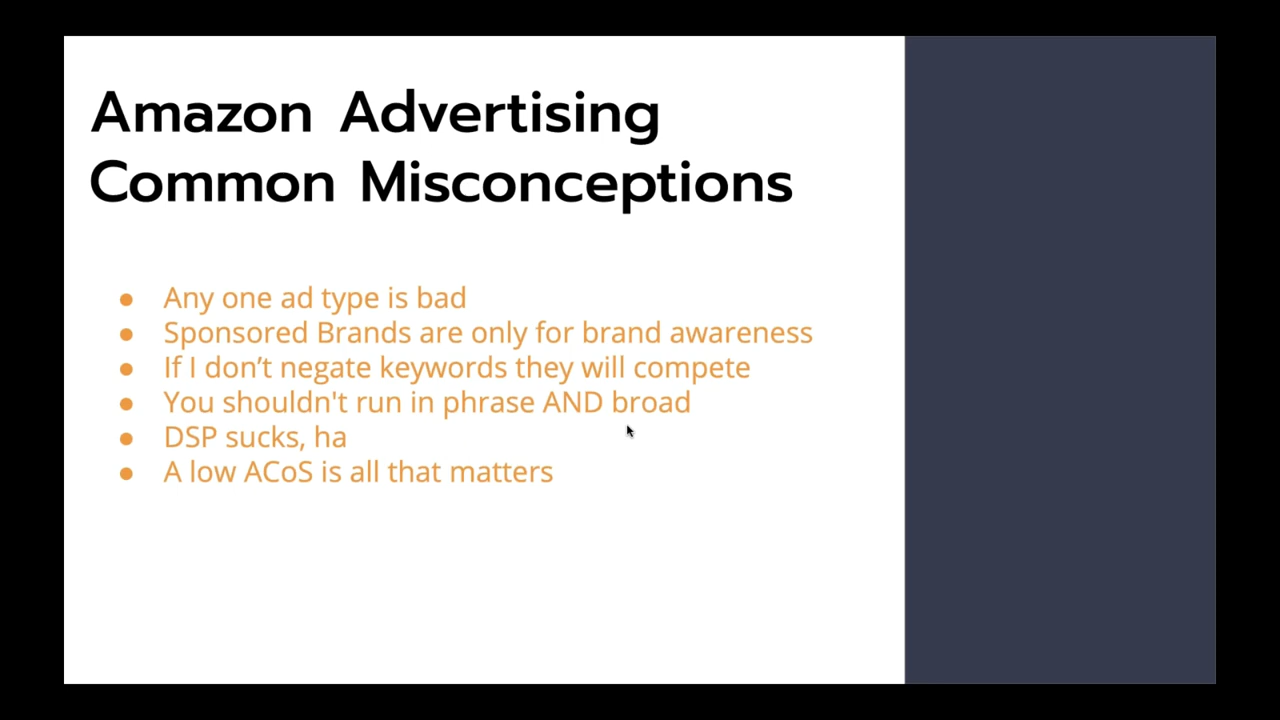 Amazon Advertising
Common Misconceptions
● Any one ad type is bad
● Sponsored Brands are only for brand awareness
● If I don’t negate keywords they will compete
● You shouldn't run in phrase AND broad
● DSP sucks, ha
● A low ACoS is all that matters